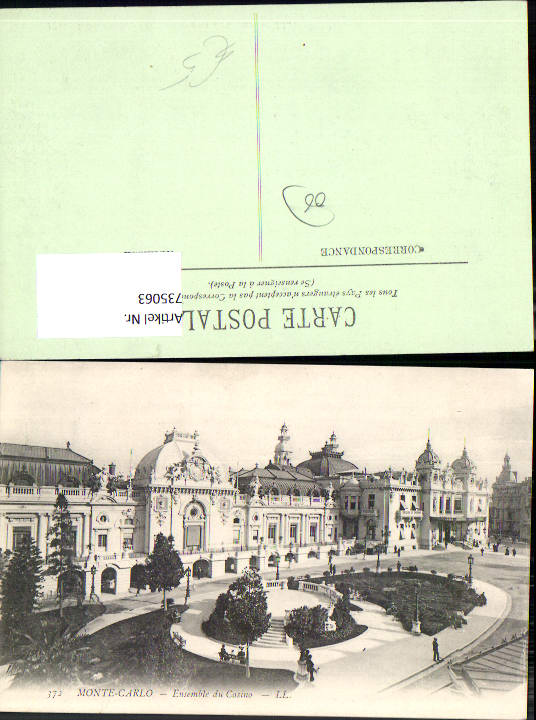 CARTE POSTAL
Tous les Pays étrangers n'acceptent pas la Correspon
(Se renseigner à la Poste).
CORRESPONDANCE
Artikel Nr.
735063
372 MONTE-CARLO — Ensemble du Casino — LL.